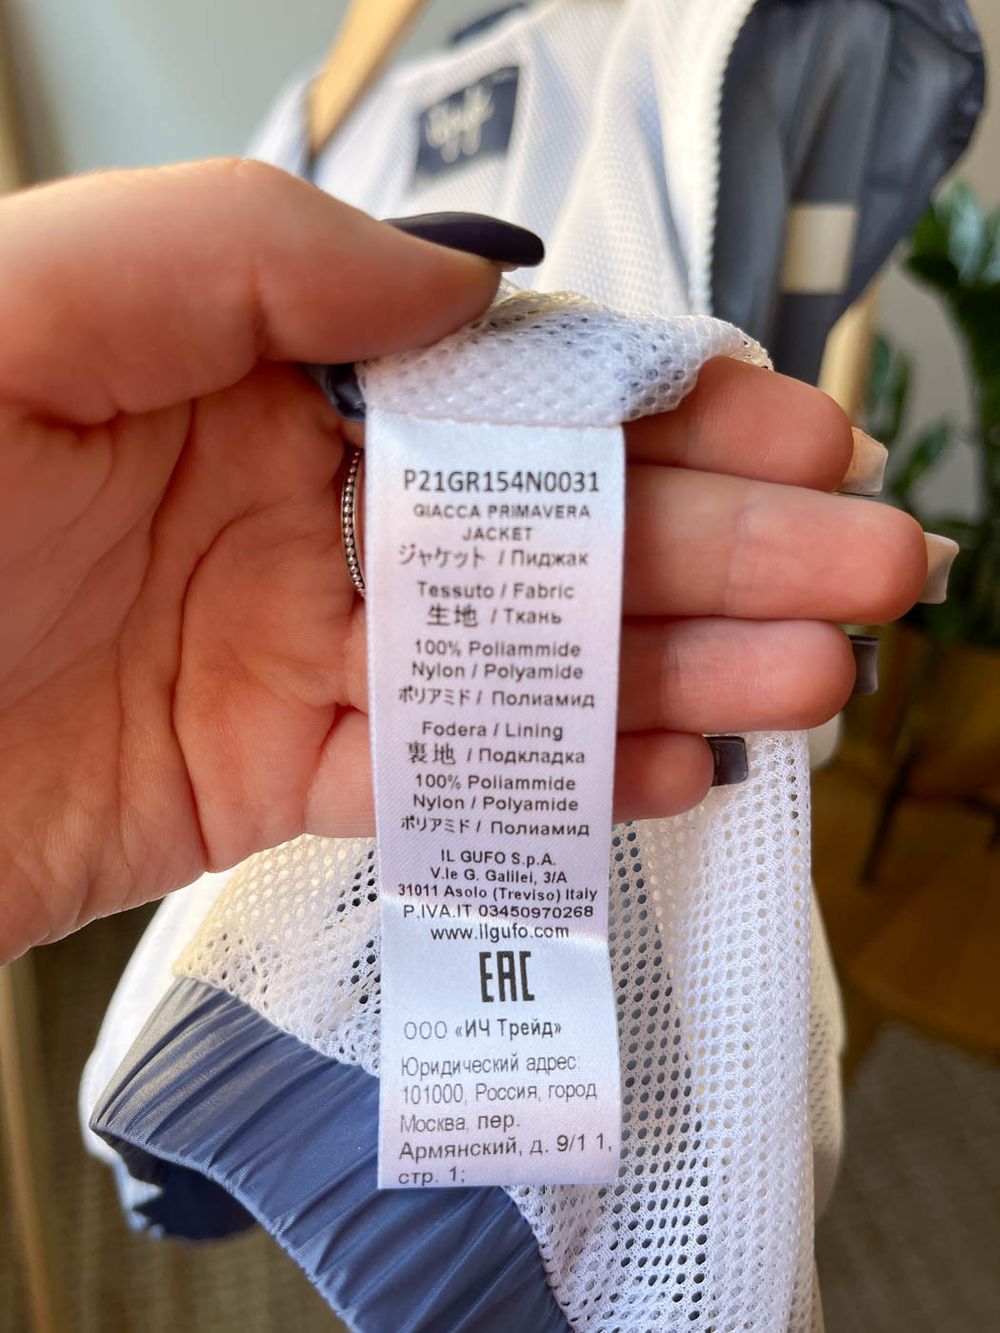 P21GR154N0031
GIACCA PRIMAVERA
JACKET
ジャケット / Пиджак
Tessuto / Fabric
生地 / Ткань
100% Poliammide
Nylon / Polyamide
ポリアミド / Полиамид
Fodera / Lining
裏地 / Подкладка
100% Poliammide
Nylon / Polyamide
ポリアミド / Полиамид
IL GUFO S.p.A.
V.le G. Galilei, 3/A
31011 Asolo (Treviso) Italy
P.IVA.IT 03450970268
www.ilgufo.com
EAC
ООО «ИЧ Трейд»
Юридический адрес:
101000, Россия, город
Москва, пер.
Армянский, д. 9/1 1,
стр. 1;